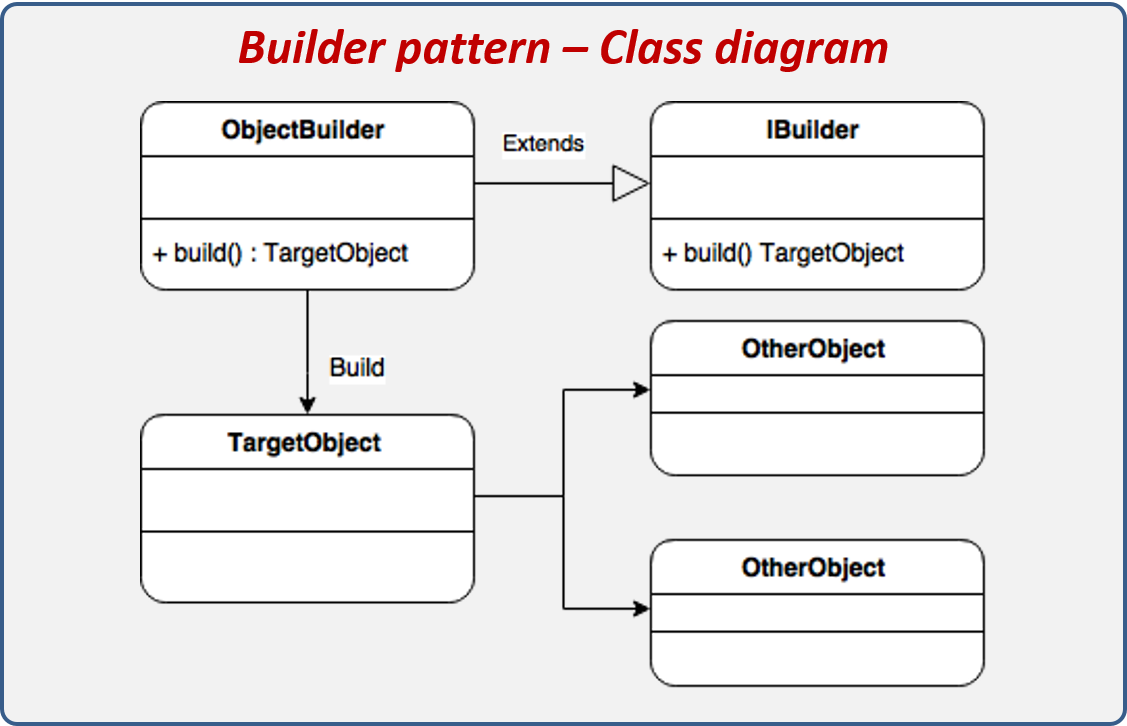 Builder pattern – Class diagram
ObjectBuilder
Extends
IBuilder
+ build() : TargetObject
+ build() TargetObject
Build
OtherObject
TargetObject
OtherObject